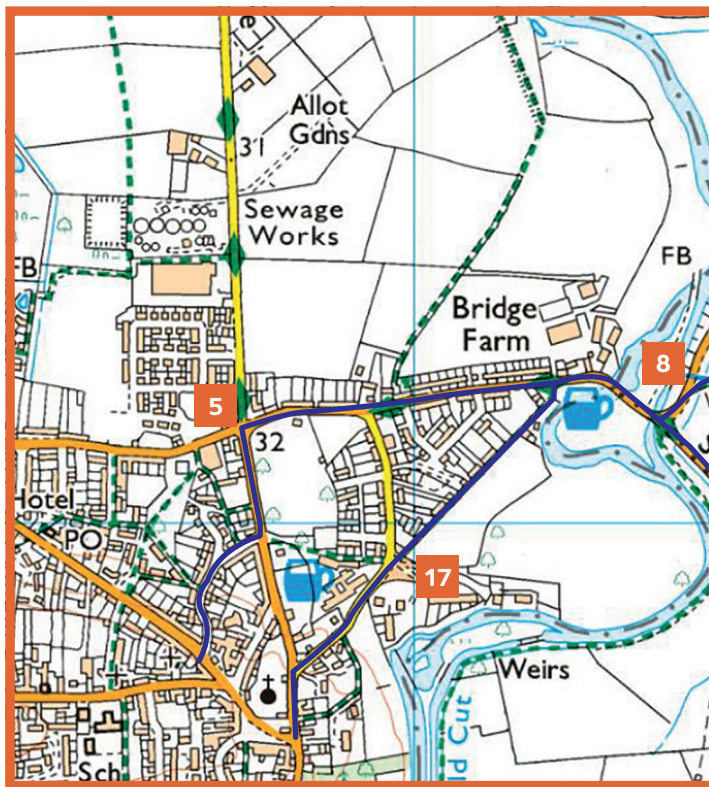 Allot
Gdns
31
Sewage
Works
FB
FB
Bridge
Farm
8
5
32
Hotel
PO
17
Weirs
ld Cut
Sch
J